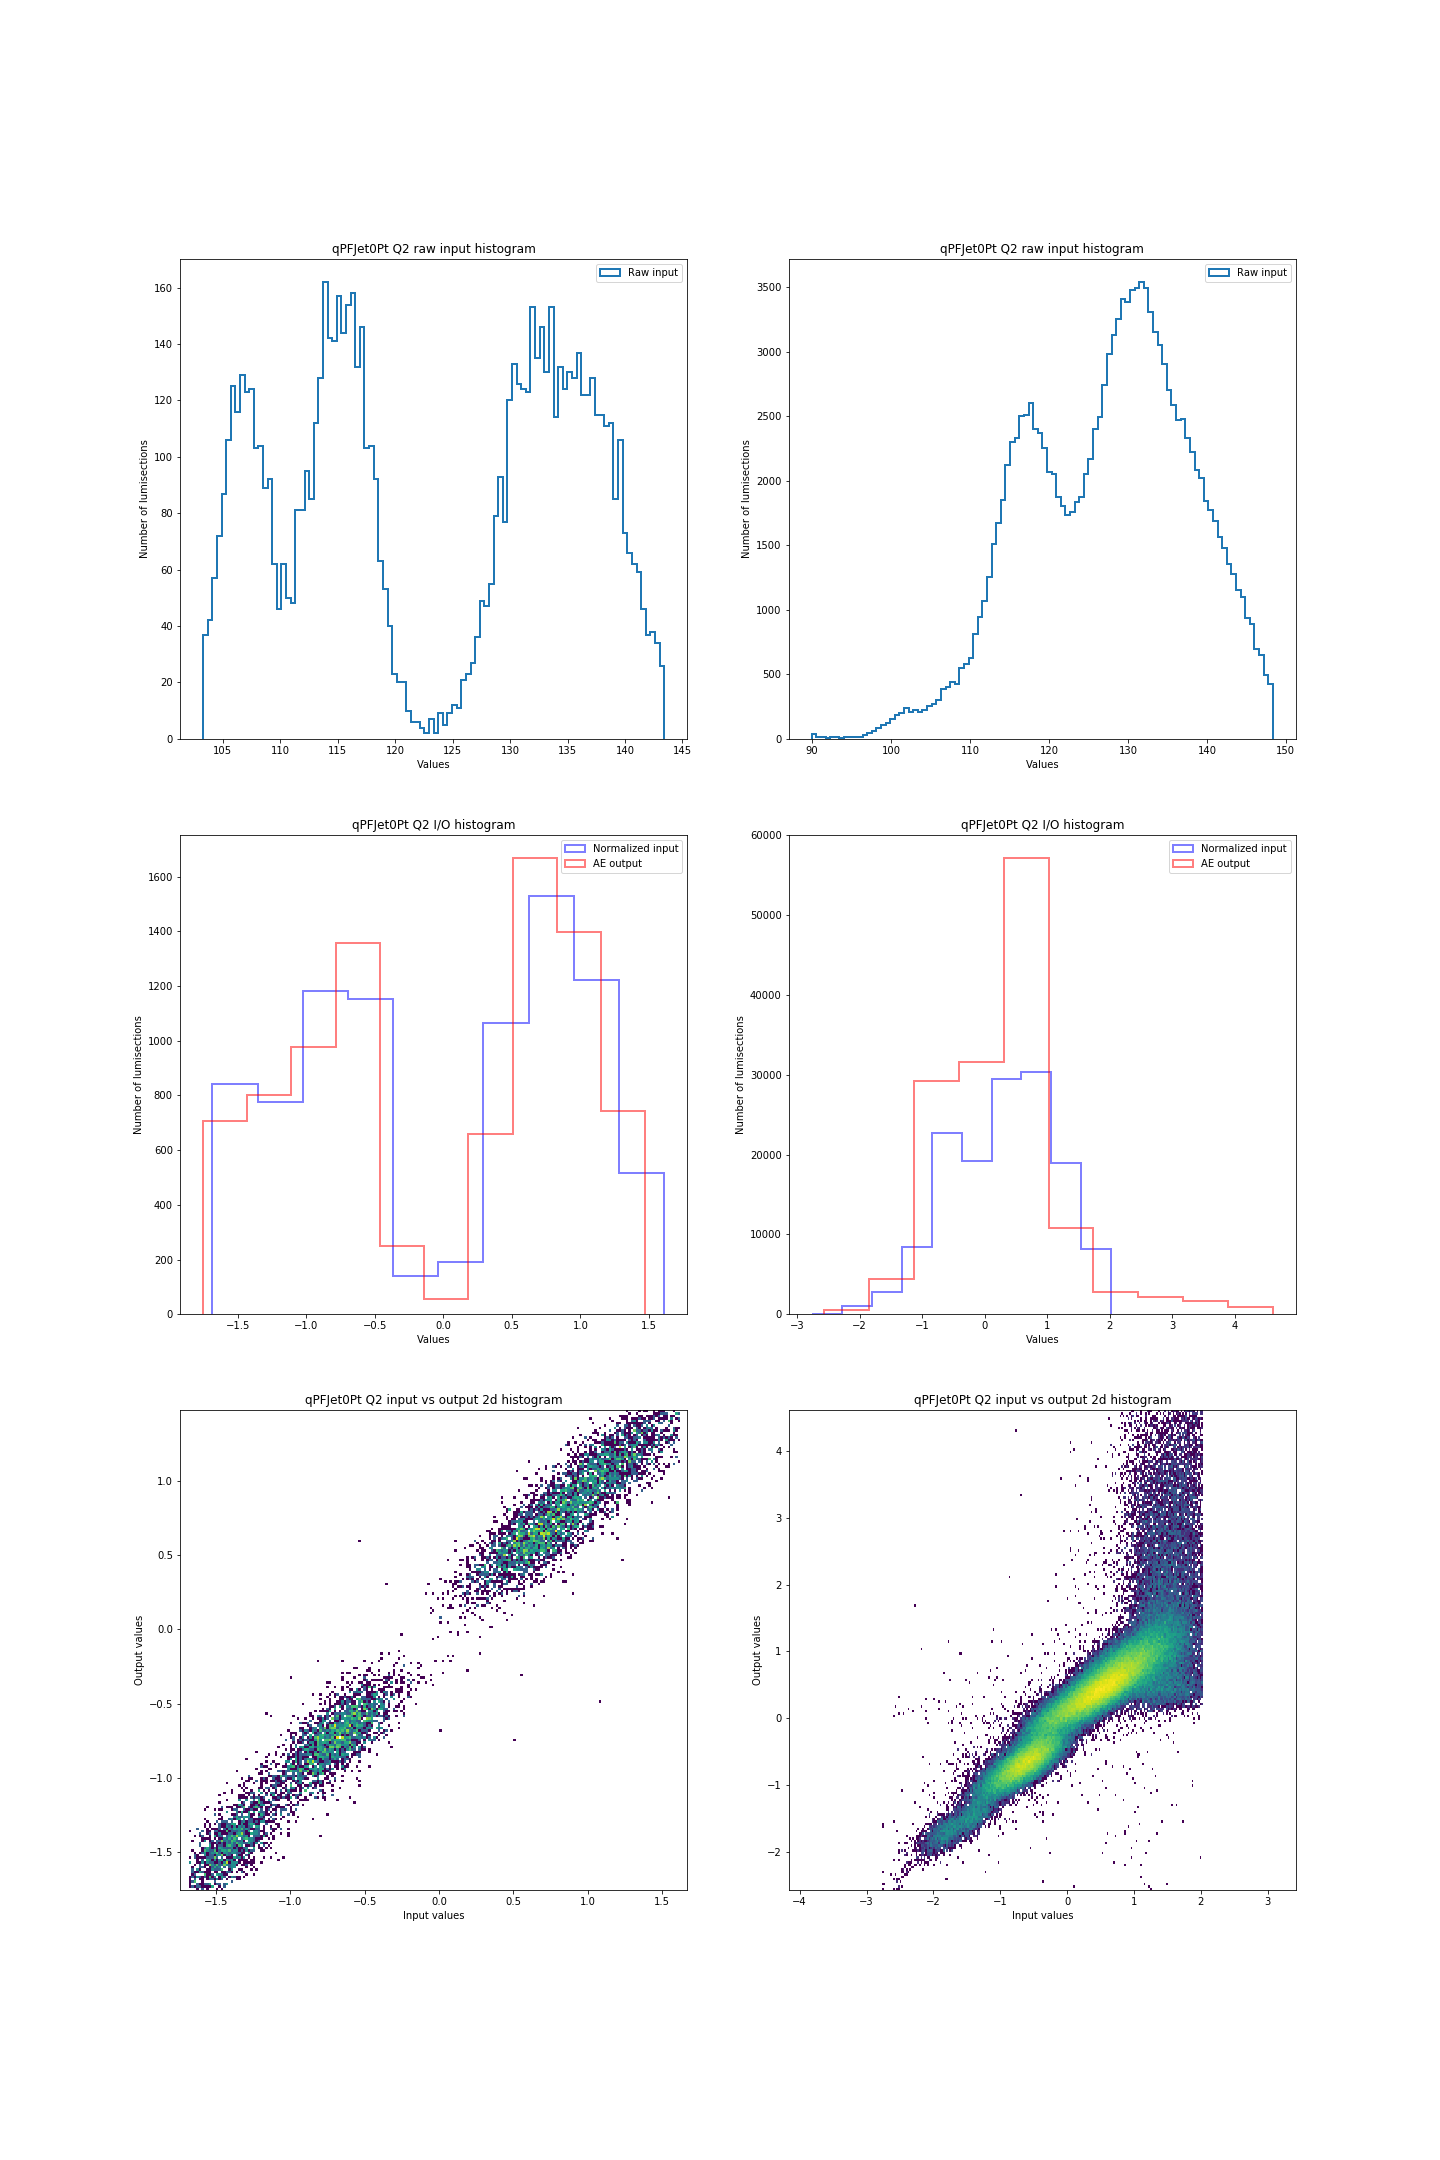 qPFJet0Pt Q2 raw input histogram
Raw input
160
140
120
100
80
60
40
20
0
Number of lumisections
105 110 115 120 125 130 135 140 145
Values
qPFJet0Pt Q2 raw input histogram
Raw input
3500
3000
2500
2000
1500
1000
500
0
Number of lumisections
90 100 110 120 130 140 150
Values
qPFJet0Pt Q2 I/O histogram
Normalized input
AE output
1600
1400
1200
1000
800
600
400
200
0
Number of lumisections
−1.5 −1.0 −0.5 0.0 0.5 1.0 1.5
Values
qPFJet0Pt Q2 I/O histogram
Normalized input
AE output
60000
50000
40000
30000
20000
10000
0
Number of lumisections
−3 −2 −1 0 1 2 3 4
Values
qPFJet0Pt Q2 input vs output 2d histogram
1.0
0.5
0.0
−0.5
−1.0
−1.5
Output values
−1.5 −1.0 −0.5 0.0 0.5 1.0 1.5
Input values
qPFJet0Pt Q2 input vs output 2d histogram
4
3
2
1
0
−1
−2
Output values
−4 −3 −2 −1 0 1 2 3
Input values